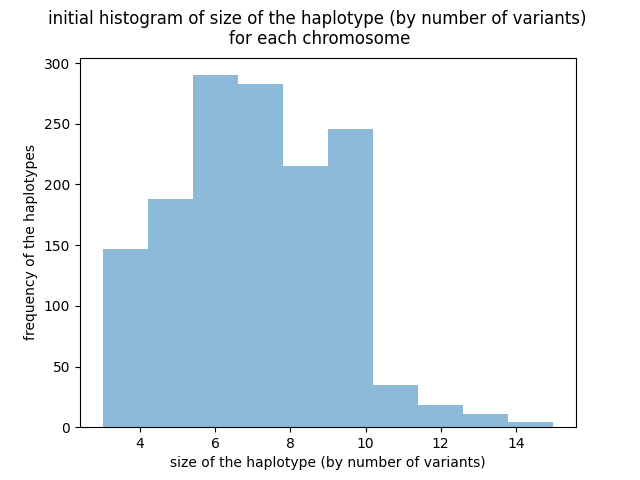 initial histogram of size of the haplotype (by number of variants)
for each chromosome
frequency of the haplotypes
300
250
200
150
100
50
0
4 6 8 10 12 14
size of the haplotype (by number of variants)